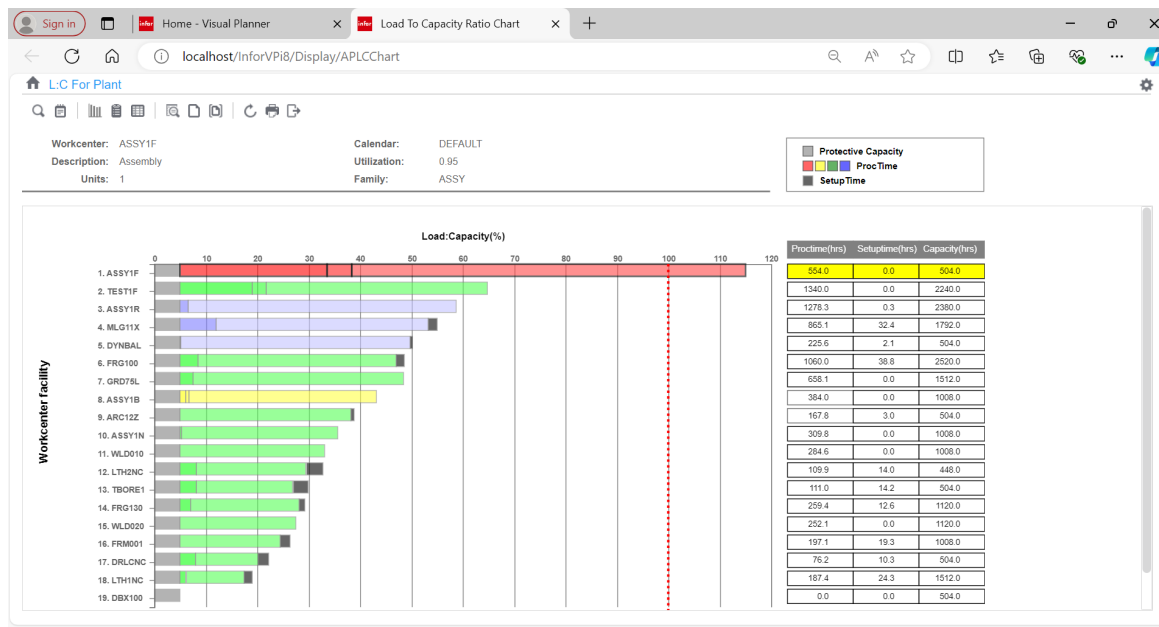 Sign in
infor Home - Visual Planner
infor Load To Capacity Ratio Chart
localhost/InforVPi8/Display/APLCChart
L:C For Plant
Workcenter: ASSY1F Calendar: DEFAULT
Description: Assembly Utilization: 0.95
Units: 1 Family: ASSY
Protective Capacity
ProcTime
SetupTime
Load:Capacity(%)
Proctime(hrs) Setuptime(hrs) Capacity(hrs)
0 10 20 30 40 50 60 70 80 90 100 110 120
1. ASSY1F 554.0 0.0 504.0
2. TEST1F 1340.0 0.0 2240.0
3. ASSY1R 1278.3 0.3 2380.0
4. MLG11X 865.1 32.4 1792.0
5. DYNBAL 225.6 2.1 504.0
6. FRG100 1060.0 38.8 2520.0
7. GRD75L 658.1 0.0 1512.0
8. ASSY1B 384.0 0.0 1008.0
9. ARC12Z 167.8 3.0 504.0
10. ASSY1N 309.8 0.0 1008.0
11. WLD010 284.6 0.0 1008.0
12. LTH2NC 109.9 14.0 448.0
13. TBORE1 111.0 14.2 504.0
14. FRG130 259.4 12.6 1120.0
15. WLD020 252.1 0.0 1120.0
16. FRM001 197.1 19.3 1008.0
17. DRLCNC 76.2 10.3 504.0
18. LTH1NC 187.4 24.3 1512.0
19. DBX100 0.0 0.0 504.0
Workcenter facility